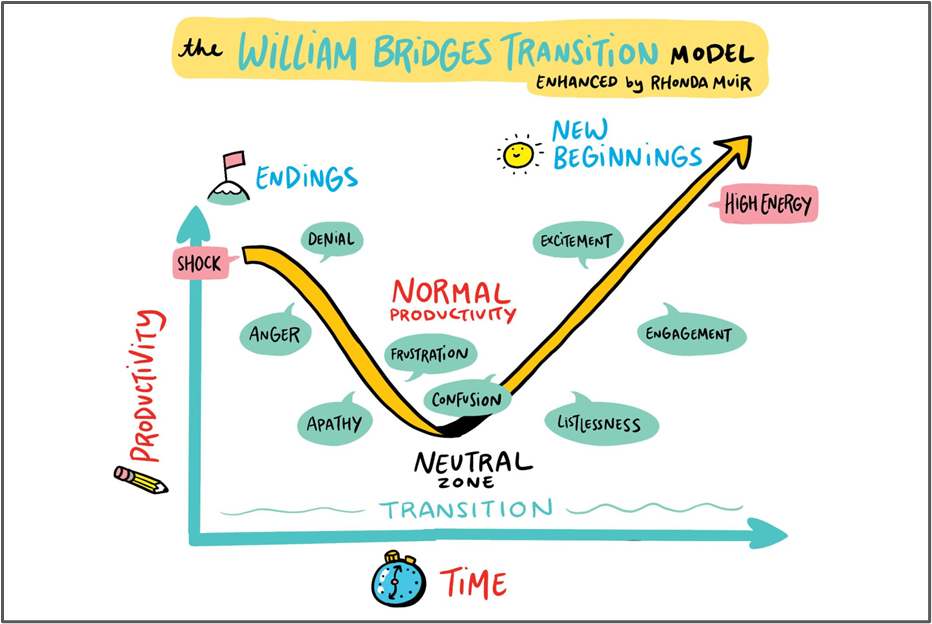 the WILLIAM BRIDGES TRANSITION MODEL
ENHANCED by RHONDA MUIR
NEW
BEGINNINGS
ENDINGS
HIGH ENERGY
DENIAL
EXCITEMENT
SHOCK
NORMAL
PRODUCTIVITY
ANGER
ENGAGEMENT
FRUSTRATION
CONFUSION
APATHY
LISTLESSNESS
PRODUCTIVITY
NEUTRAL
ZONE
TRANSITION
TIME